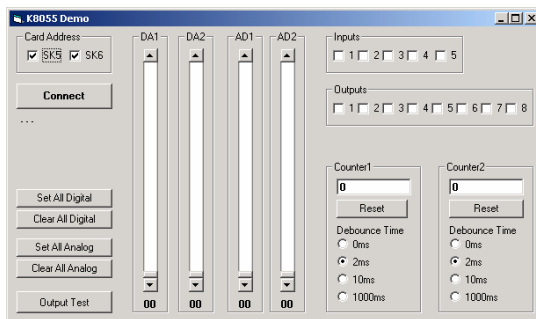 K8055 Demo
Card Address
SK5 SK6
Connect
...
Set All Digital
Clear All Digital
Set All Analog
Clear All Analog
Output Test
DA1 DA2 AD1 AD2
00 00 00 00
Inputs
1 2 3 4 5
Outputs
1 2 3 4 5 6 7 8
Counter1
0
Reset
Debounce Time
0ms
2ms
10ms
1000ms
Counter2
0
Reset
Debounce Time
0ms
2ms
10ms
1000ms